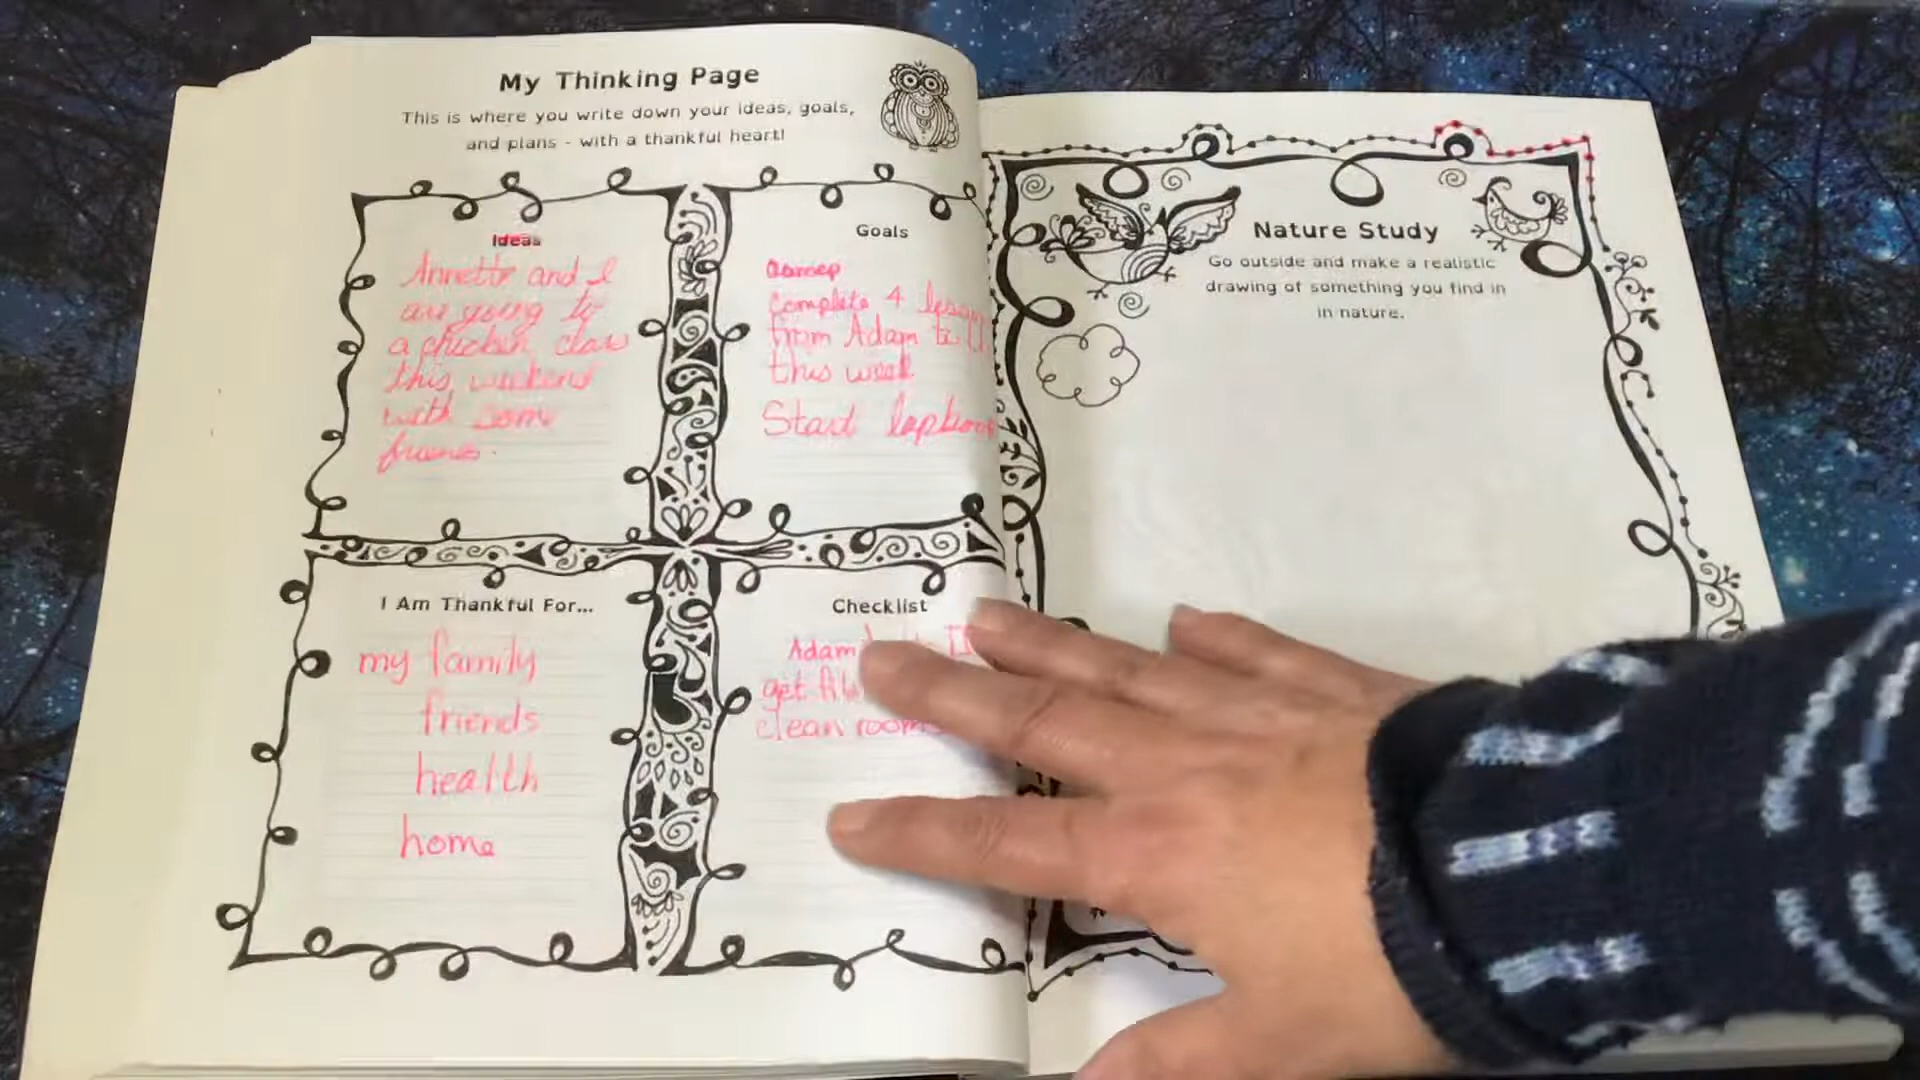 My Thinking Page
This is where you write down your ideas, goals,
and plans - with a thankful heart!
Ideas
Annette and I
are going to
a chicken class
this weekend
with some
friends.
Goals
Complete 4 lessons
from Adam to
this week
Start lapbook
I Am Thankful For...
my family
friends
health
home
Checklist
Adam
get
clean rooms
Nature Study
Go outside and make a realistic
drawing of something you find in
in nature.